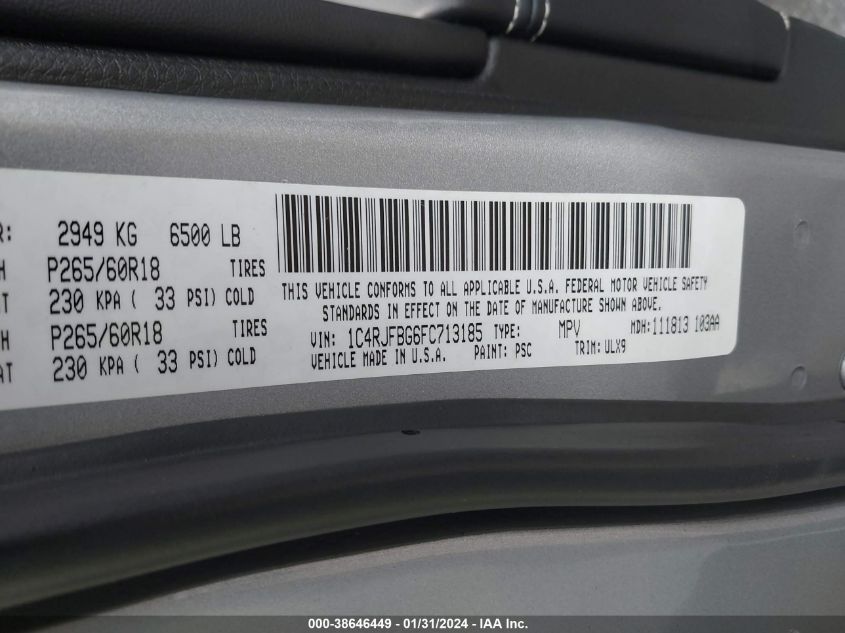 R: 2949 KG 6500 LB
H P265/60R18 TIRES
T 230 KPA ( 33 PSI) COLD
H P265/60R18 TIRES
AT 230 KPA ( 33 PSI) COLD
THIS VEHICLE CONFORMS TO ALL APPLICABLE U.S.A. FEDERAL MOTOR VEHICLE SAFETY
STANDARDS IN EFFECT ON THE DATE OF MANUFACTURE SHOWN ABOVE.
VIN: 1C4RJFBG6FC713185 TYPE: MPV MDH: 111813 103AA
VEHICLE MADE IN U.S.A. PAINT: PSC TRIM: ULX9
000-38646449 - 01/31/2024 - IAA Inc.